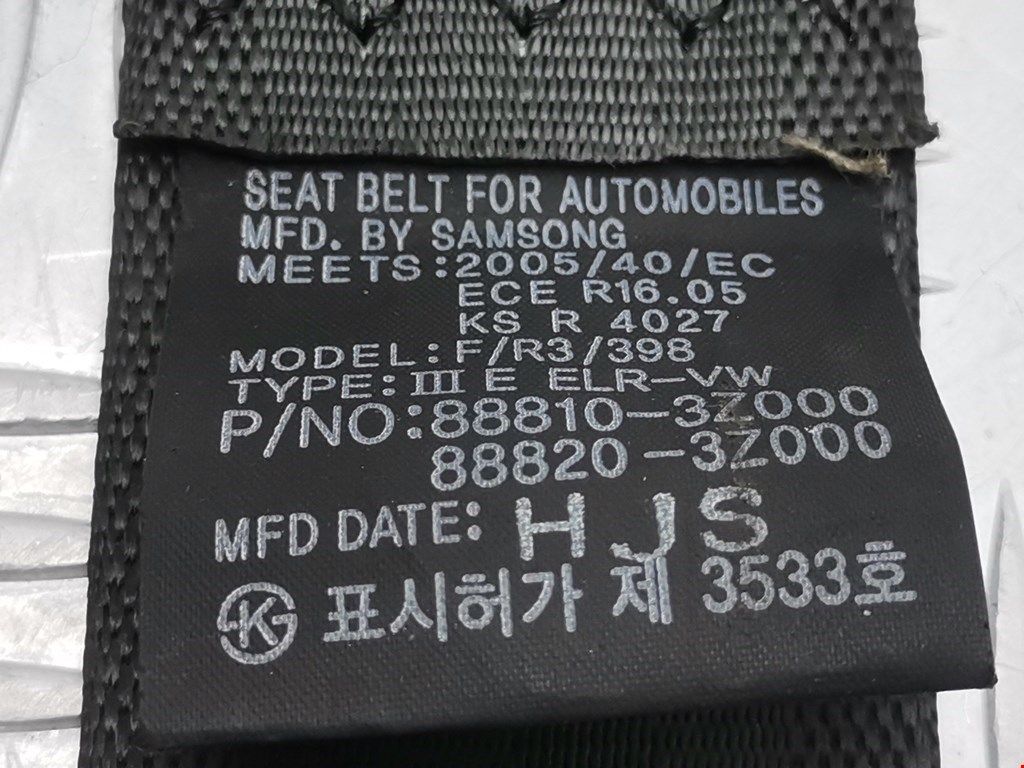 SEAT BELT FOR AUTOMOBILES
MFD. BY SAMSONG
MEETS:2005/40/EC
ECE R16.05
KS R 4027
MODEL:F/R3/398
TYPE:III E ELR-VW
P/NO:88810-3Z000
88820-3Z000
MFD DATE: HJS
표시허가 제 3533호